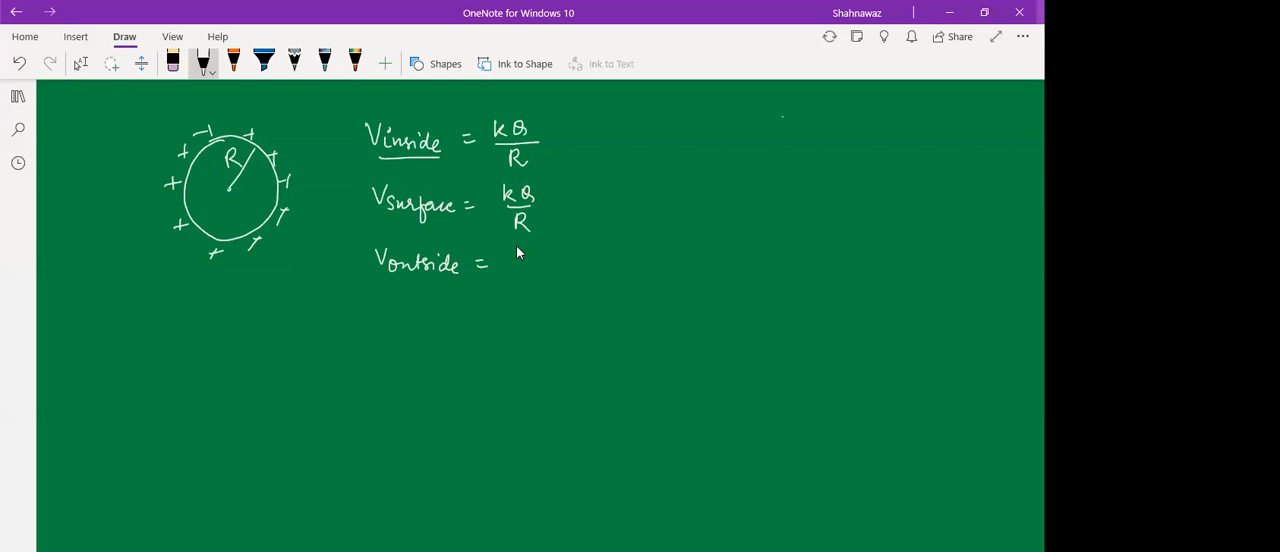 OneNote for Windows 10
Shahnawaz
Home Insert Draw View Help
Share
Shapes Ink to Shape Ink to Text
R
Vinside = kQ/R
Vsurface = kQ/R
Voutside =
+ + + + + + + + + + +